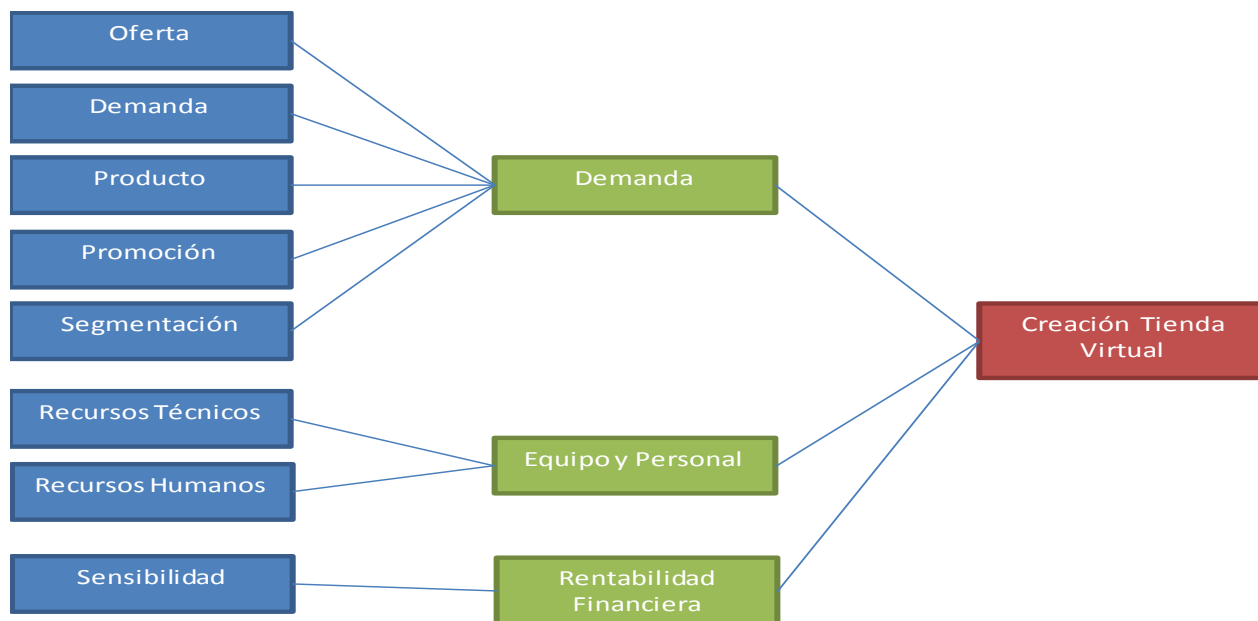 Oferta
Demanda
Producto
Promoción
Segmentación
Recursos Técnicos
Recursos Humanos
Sensibilidad
Demanda
Equipo y Personal
Rentabilidad
Financiera
Creación Tienda
Virtual